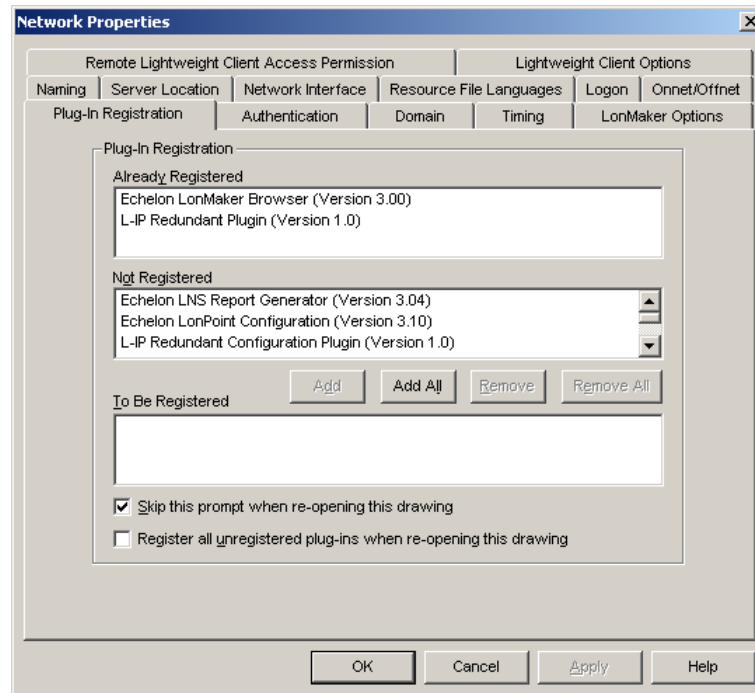 Network Properties
Remote Lightweight Client Access Permission
Lightweight Client Options
Naming
Server Location
Network Interface
Resource File Languages
Logon
Onnet/Offnet
Plug-In Registration
Authentication
Domain
Timing
LonMaker Options
Plug-In Registration
Already Registered
Echelon LonMaker Browser (Version 3.00)
L-IP Redundant Plugin (Version 1.0)
Not Registered
Echelon LNS Report Generator (Version 3.04)
Echelon LonPoint Configuration (Version 3.10)
L-IP Redundant Configuration Plugin (Version 1.0)
Add
Add All
Remove
Remove All
To Be Registered
Skip this prompt when re-opening this drawing
Register all unregistered plug-ins when re-opening this drawing
OK
Cancel
Apply
Help